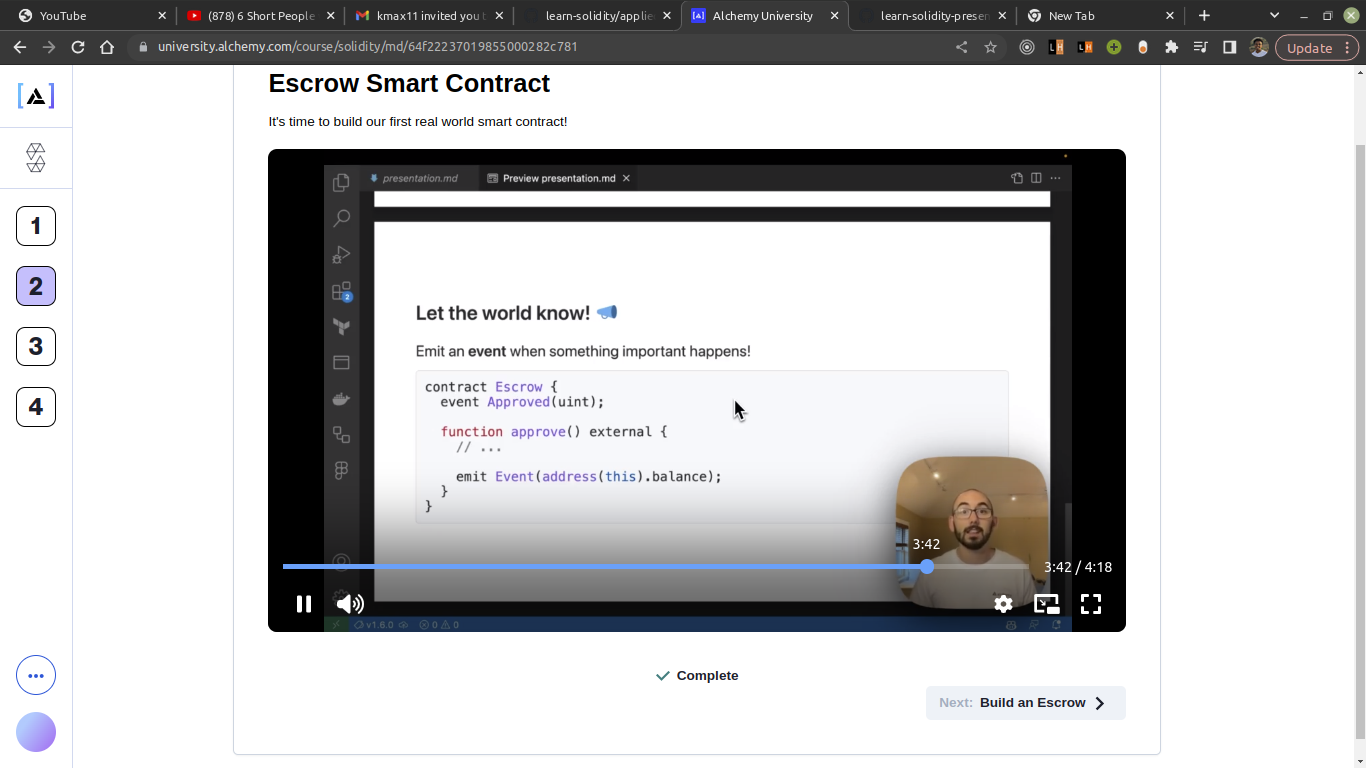 YouTube
(878) 6 Short People
kmax11 invited you t
learn-solidity/applie
Alchemy University
learn-solidity-presen
New Tab
university.alchemy.com/course/solidity/md/64f22237019855000282c781
Update
Escrow Smart Contract
It's time to build our first real world smart contract!
1
2
3
4
presentation.md
Preview presentation.md
2
Let the world know!
Emit an event when something important happens!
contract Escrow {
event Approved(uint);
function approve() external {
// ...
emit Event(address(this).balance);
}
}
3:42
3:42 / 4:18
v1.6.0
0
0
Complete
Next: Build an Escrow